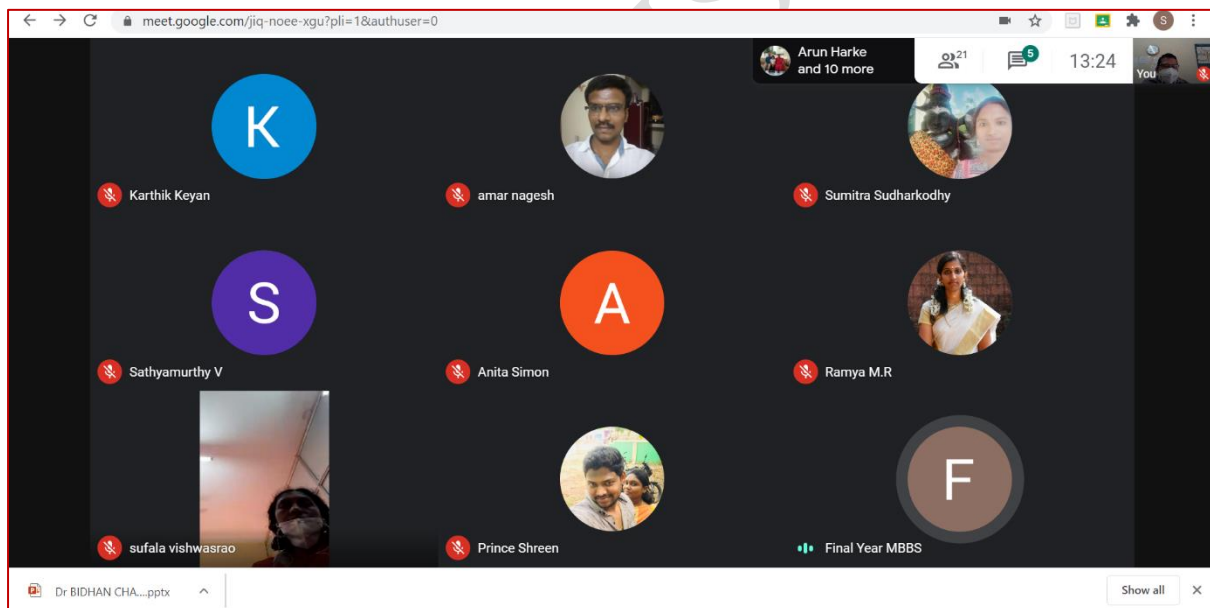 meet.google.com/jiq-noee-xgu?pli=1&authuser=0
S
Arun Harke
and 10 more
21
5
13:24
You
K
Karthik Keyan
amar nagesh
Sumitra Sudharkodhy
S
Sathyamurthy V
A
Anita Simon
Ramya M.R
sufala vishwasrao
Prince Shreen
F
Final Year MBBS
Dr BIDHAN CHA....pptx
Show all